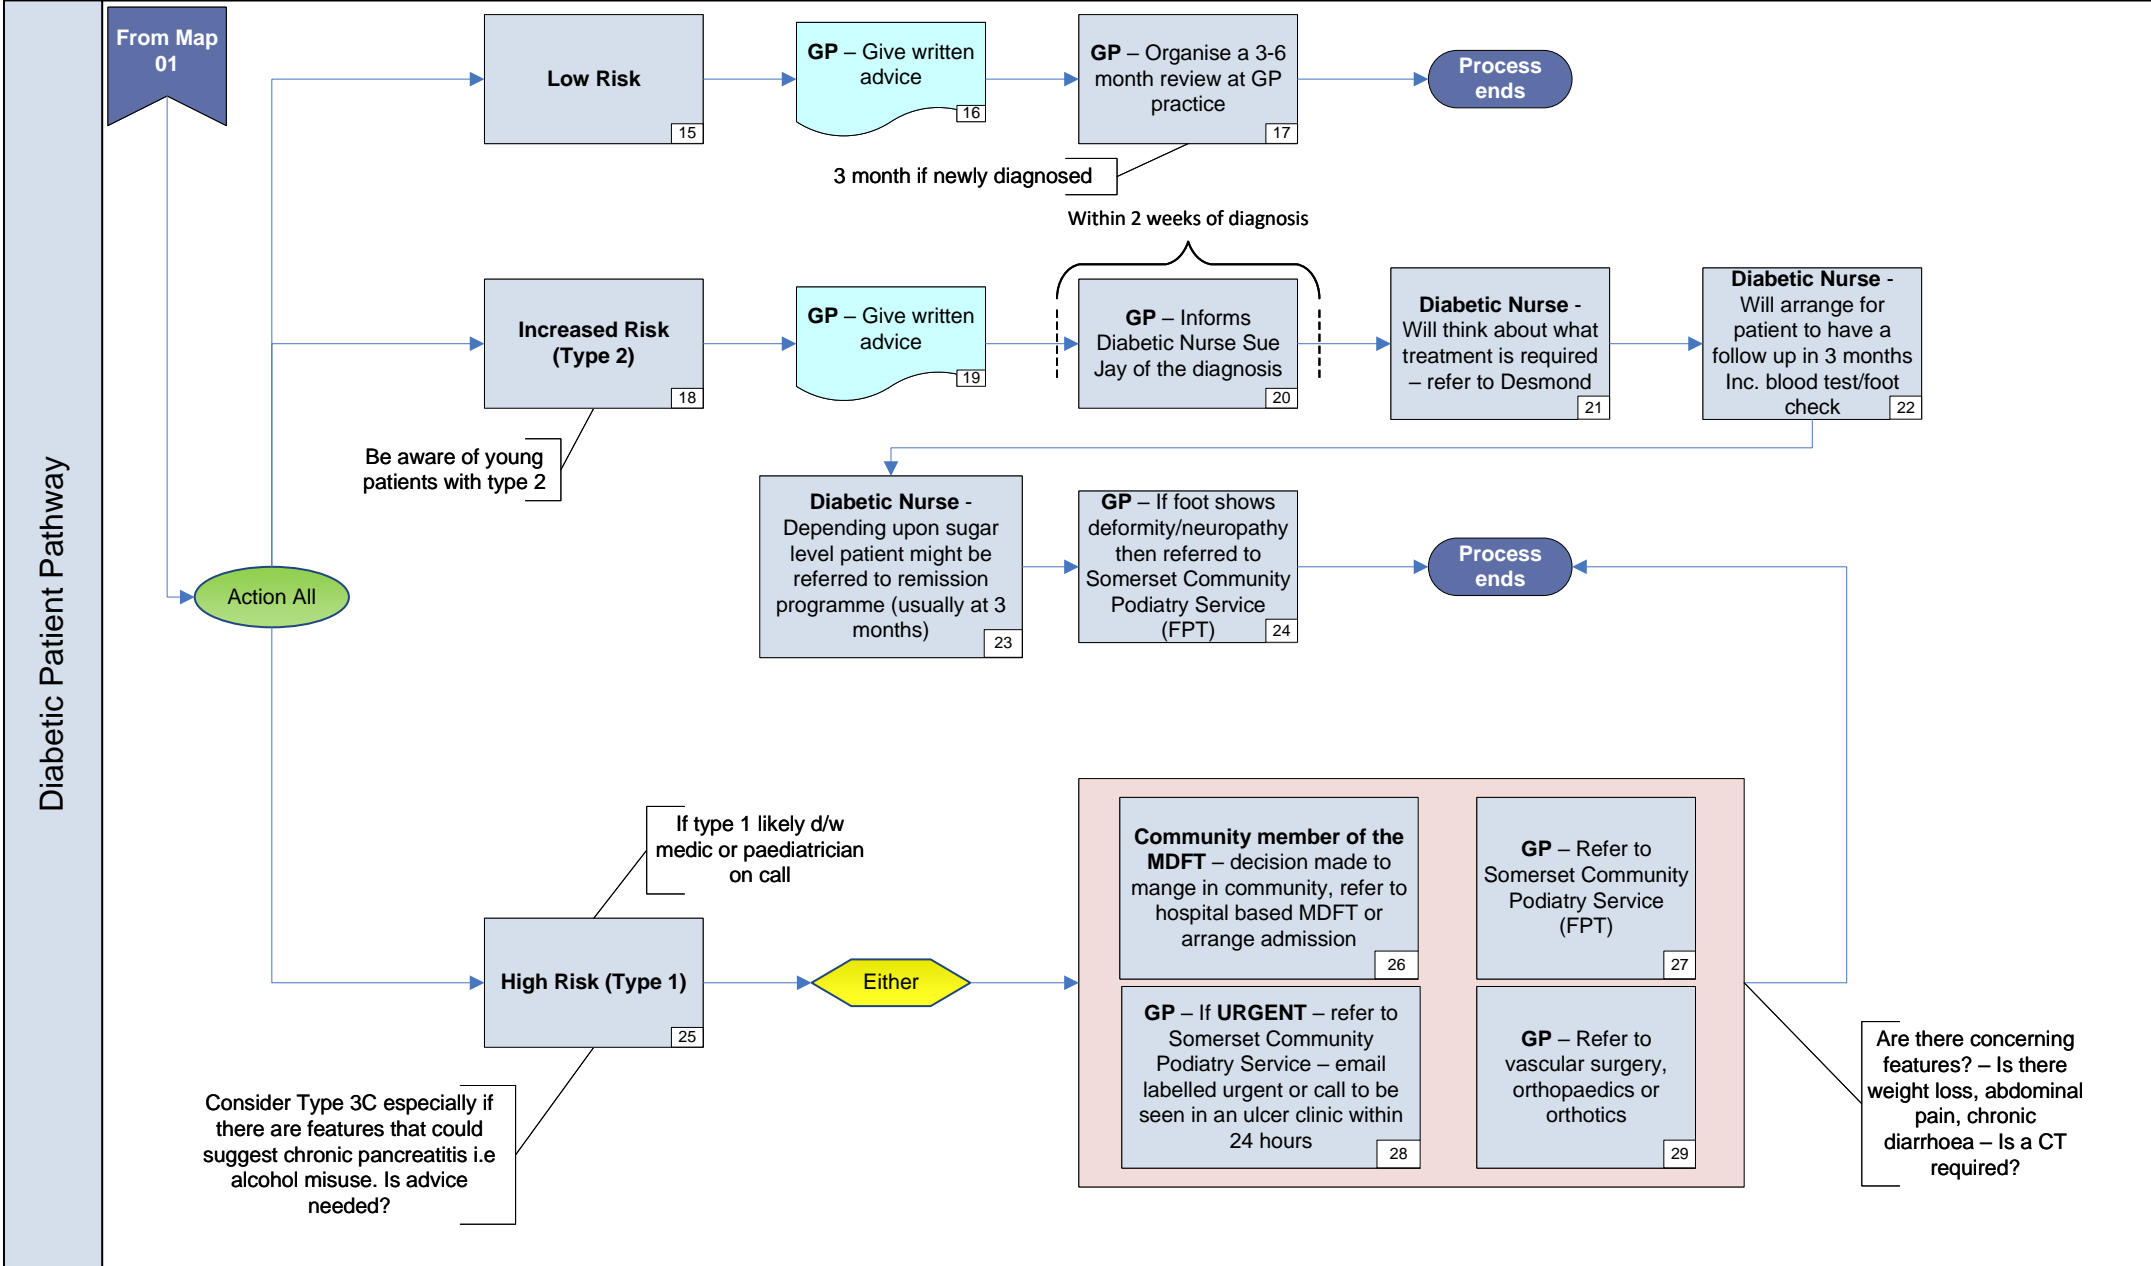 Diabetic Patient Pathway
From Map
01
Low Risk
15
GP – Give written
advice
16
GP – Organise a 3-6
month review at GP
practice
17
Process
ends
3 month if newly diagnosed
Within 2 weeks of diagnosis
Increased Risk
(Type 2)
18
GP – Give written
advice
19
GP – Informs
Diabetic Nurse Sue
Jay of the diagnosis
20
Diabetic Nurse -
Will think about what
treatment is required
– refer to Desmond
21
Diabetic Nurse -
Will arrange for
patient to have a
follow up in 3 months
Inc. blood test/foot
check
22
Be aware of young
patients with type 2
Diabetic Nurse -
Depending upon sugar
level patient might be
referred to remission
programme (usually at 3
months)
23
GP – If foot shows
deformity/neuropathy
then referred to
Somerset Community
Podiatry Service
(FPT)
24
Process
ends
Action All
If type 1 likely d/w
medic or paediatrician
on call
High Risk (Type 1)
25
Either
Community member of the
MDFT – decision made to
mange in community, refer to
hospital based MDFT or
arrange admission
26
GP – Refer to
Somerset Community
Podiatry Service
(FPT)
27
GP – If URGENT – refer to
Somerset Community
Podiatry Service – email
labelled urgent or call to be
seen in an ulcer clinic within
24 hours
28
GP – Refer to
vascular surgery,
orthopaedics or
orthotics
29
Consider Type 3C especially if
there are features that could
suggest chronic pancreatitis i.e
alcohol misuse. Is advice
needed?
Are there concerning
features? – Is there
weight loss, abdominal
pain, chronic
diarrhoea – Is a CT
required?